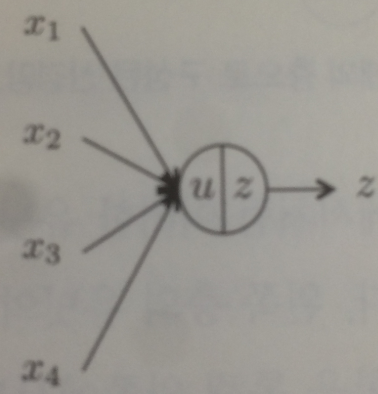 x₁
x₂
u z z
x₃
x₄